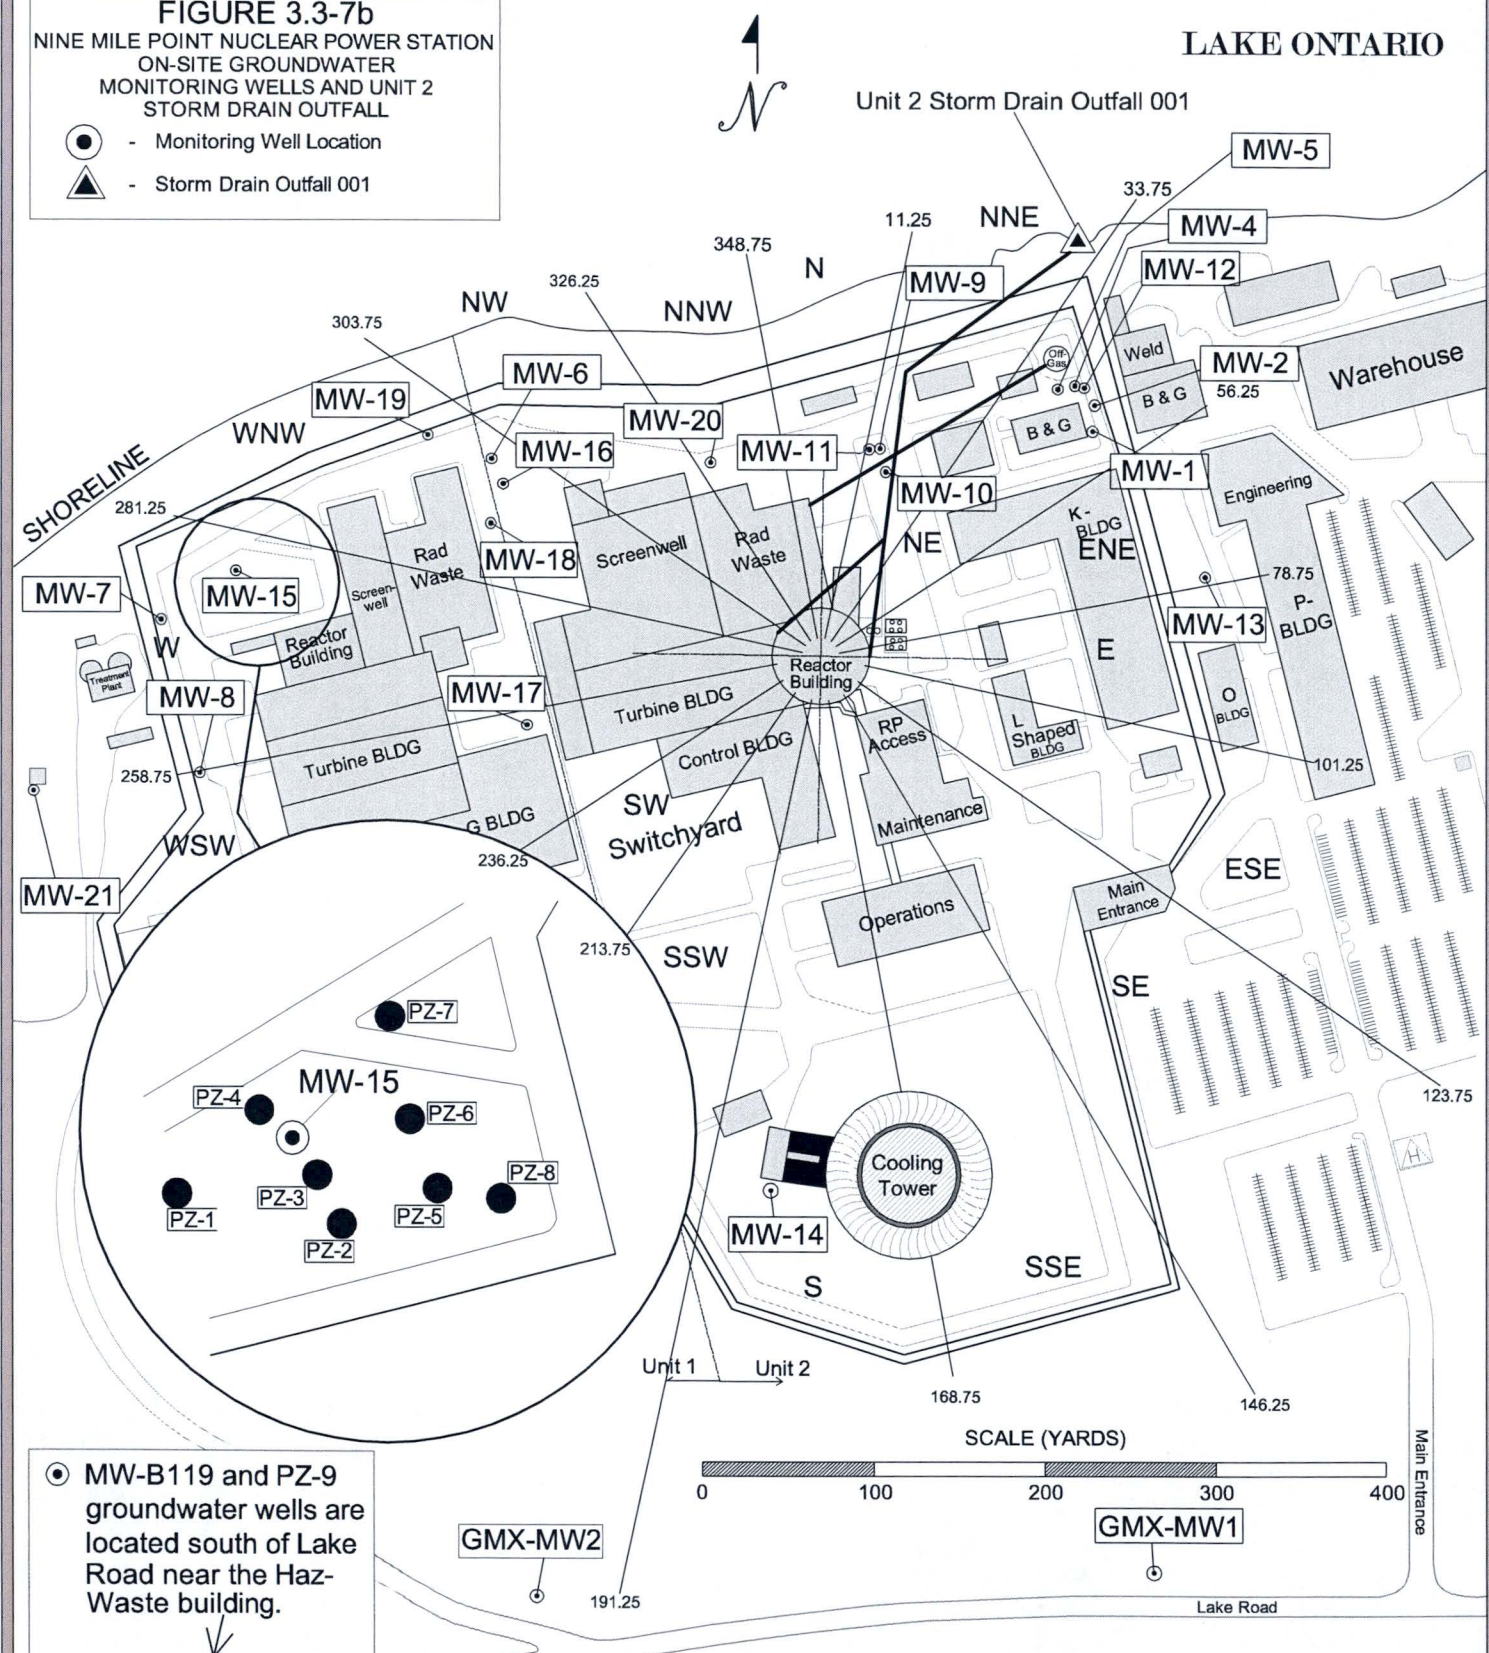 FIGURE 3.3-7b
NINE MILE POINT NUCLEAR POWER STATION
ON-SITE GROUNDWATER
MONITORING WELLS AND UNIT 2
STORM DRAIN OUTFALL
- Monitoring Well Location
- Storm Drain Outfall 001
N
LAKE ONTARIO
Unit 2 Storm Drain Outfall 001
MW-5
33.75
NNE
11.25
MW-4
348.75
N
MW-9
MW-12
326.25
NW
NNW
303.75
Off-
Gas
Weld
MW-2
Warehouse
MW-6
B & G
56.25
MW-19
MW-20
B & G
WNW
MW-16
MW-11
MW-1
SHORELINE
Engineering
MW-10
281.25
K-
BLDG
Rad
Waste
Screenwell
Rad
Waste
NE
ENE
MW-18
78.75
MW-7
MW-15
Screen-
well
P-
BLDG
MW-13
W
Reactor
Building
E
Treatment
Plant
Reactor
Building
MW-8
MW-17
Turbine BLDG
O
BLDG
RP
Access
L
Shaped
BLDG
Control BLDG
Turbine BLDG
258.75
101.25
SW
Switchyard
G BLDG
Maintenance
WSW
236.25
ESE
MW-21
Main
Entrance
Operations
213.75
SSW
SE
PZ-7
MW-15
PZ-4
PZ-6
123.75
H
PZ-8
Cooling
Tower
PZ-3
PZ-1
PZ-5
MW-14
PZ-2
SSE
S
Unit 1
Unit 2
168.75
146.25
SCALE (YARDS)
0 100 200 300 400
Main Entrance
MW-B119 and PZ-9
groundwater wells are
located south of Lake
Road near the Haz-
Waste building.
GMX-MW2
GMX-MW1
191.25
Lake Road